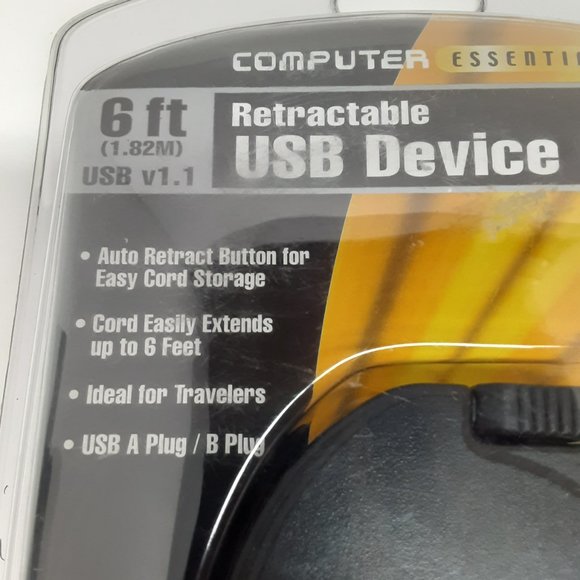 COMPUTER ESSENTI
6 ft
(1.82M)
USB v1.1
Retractable
USB Device
• Auto Retract Button for
Easy Cord Storage
• Cord Easily Extends
up to 6 Feet
• Ideal for Travelers
• USB A Plug / B Plug